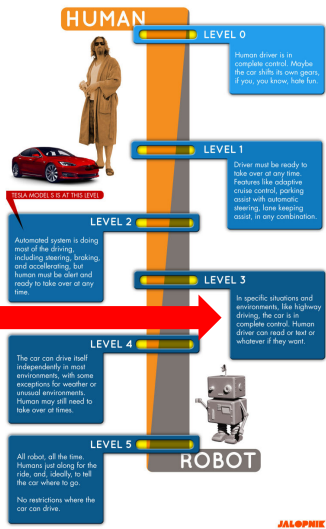 HUMAN
LEVEL 0
Human driver is in
complete control. Maybe
the car shifts its own gears,
if you, you know, hate fun.
LEVEL 1
Driver must be ready to
take over at any time.
Features like adaptive
cruise control, parking
assist with automatic
steering, lane keeping
assist, in any combination.
TESLA MODEL S IS AT THIS LEVEL
LEVEL 2
Automated system is doing
most of the driving,
including steering, braking,
and accellerating, but
human must be alert and
ready to take over at any
time.
LEVEL 3
In specific situations and
environments, like highway
driving, the car is in
complete control. Human
driver can read or text or
whatever if they want.
LEVEL 4
The car can drive itself
independently in most
environments, with some
exceptions for weather or
unusual environments.
Human may still need to
take over at times.
LEVEL 5
All robot, all the time.
Humans just along for the
ride, and, ideally, to tell
the car where to go.
No restrictions where the
car can drive.
ROBOT
JALOPNIK